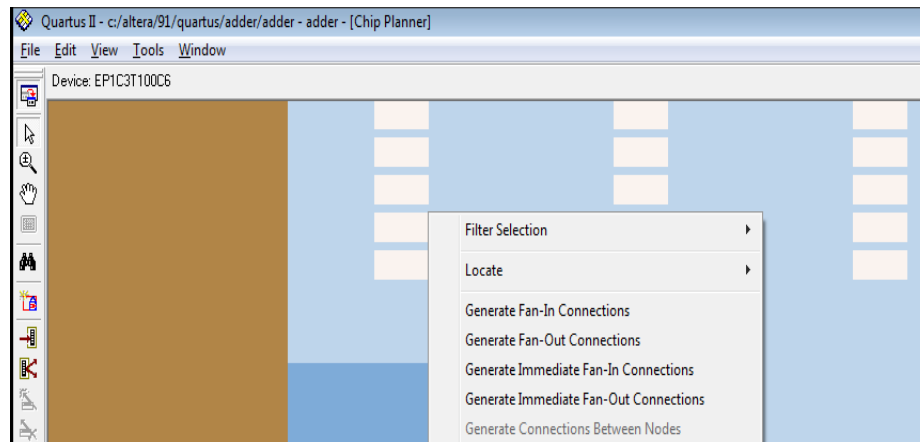 Quartus II - c:/altera/91/quartus/adder/adder - adder - [Chip Planner]
File Edit View Tools Window
Device: EP1C3T100C6
Filter Selection
Locate
Generate Fan-In Connections
Generate Fan-Out Connections
Generate Immediate Fan-In Connections
Generate Immediate Fan-Out Connections
Generate Connections Between Nodes